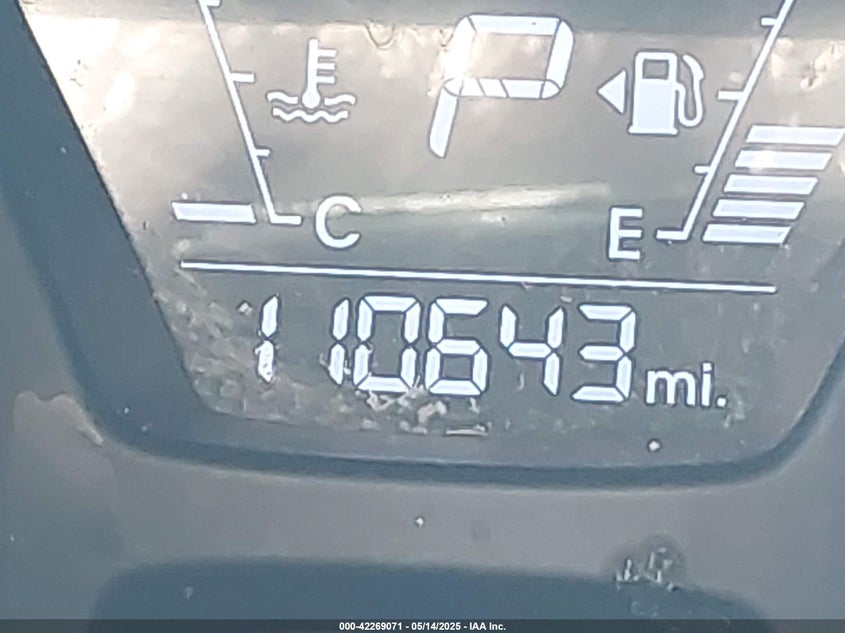 P
C E
110643 mi.
000-42269071 - 05/14/2025 - IAA Inc.